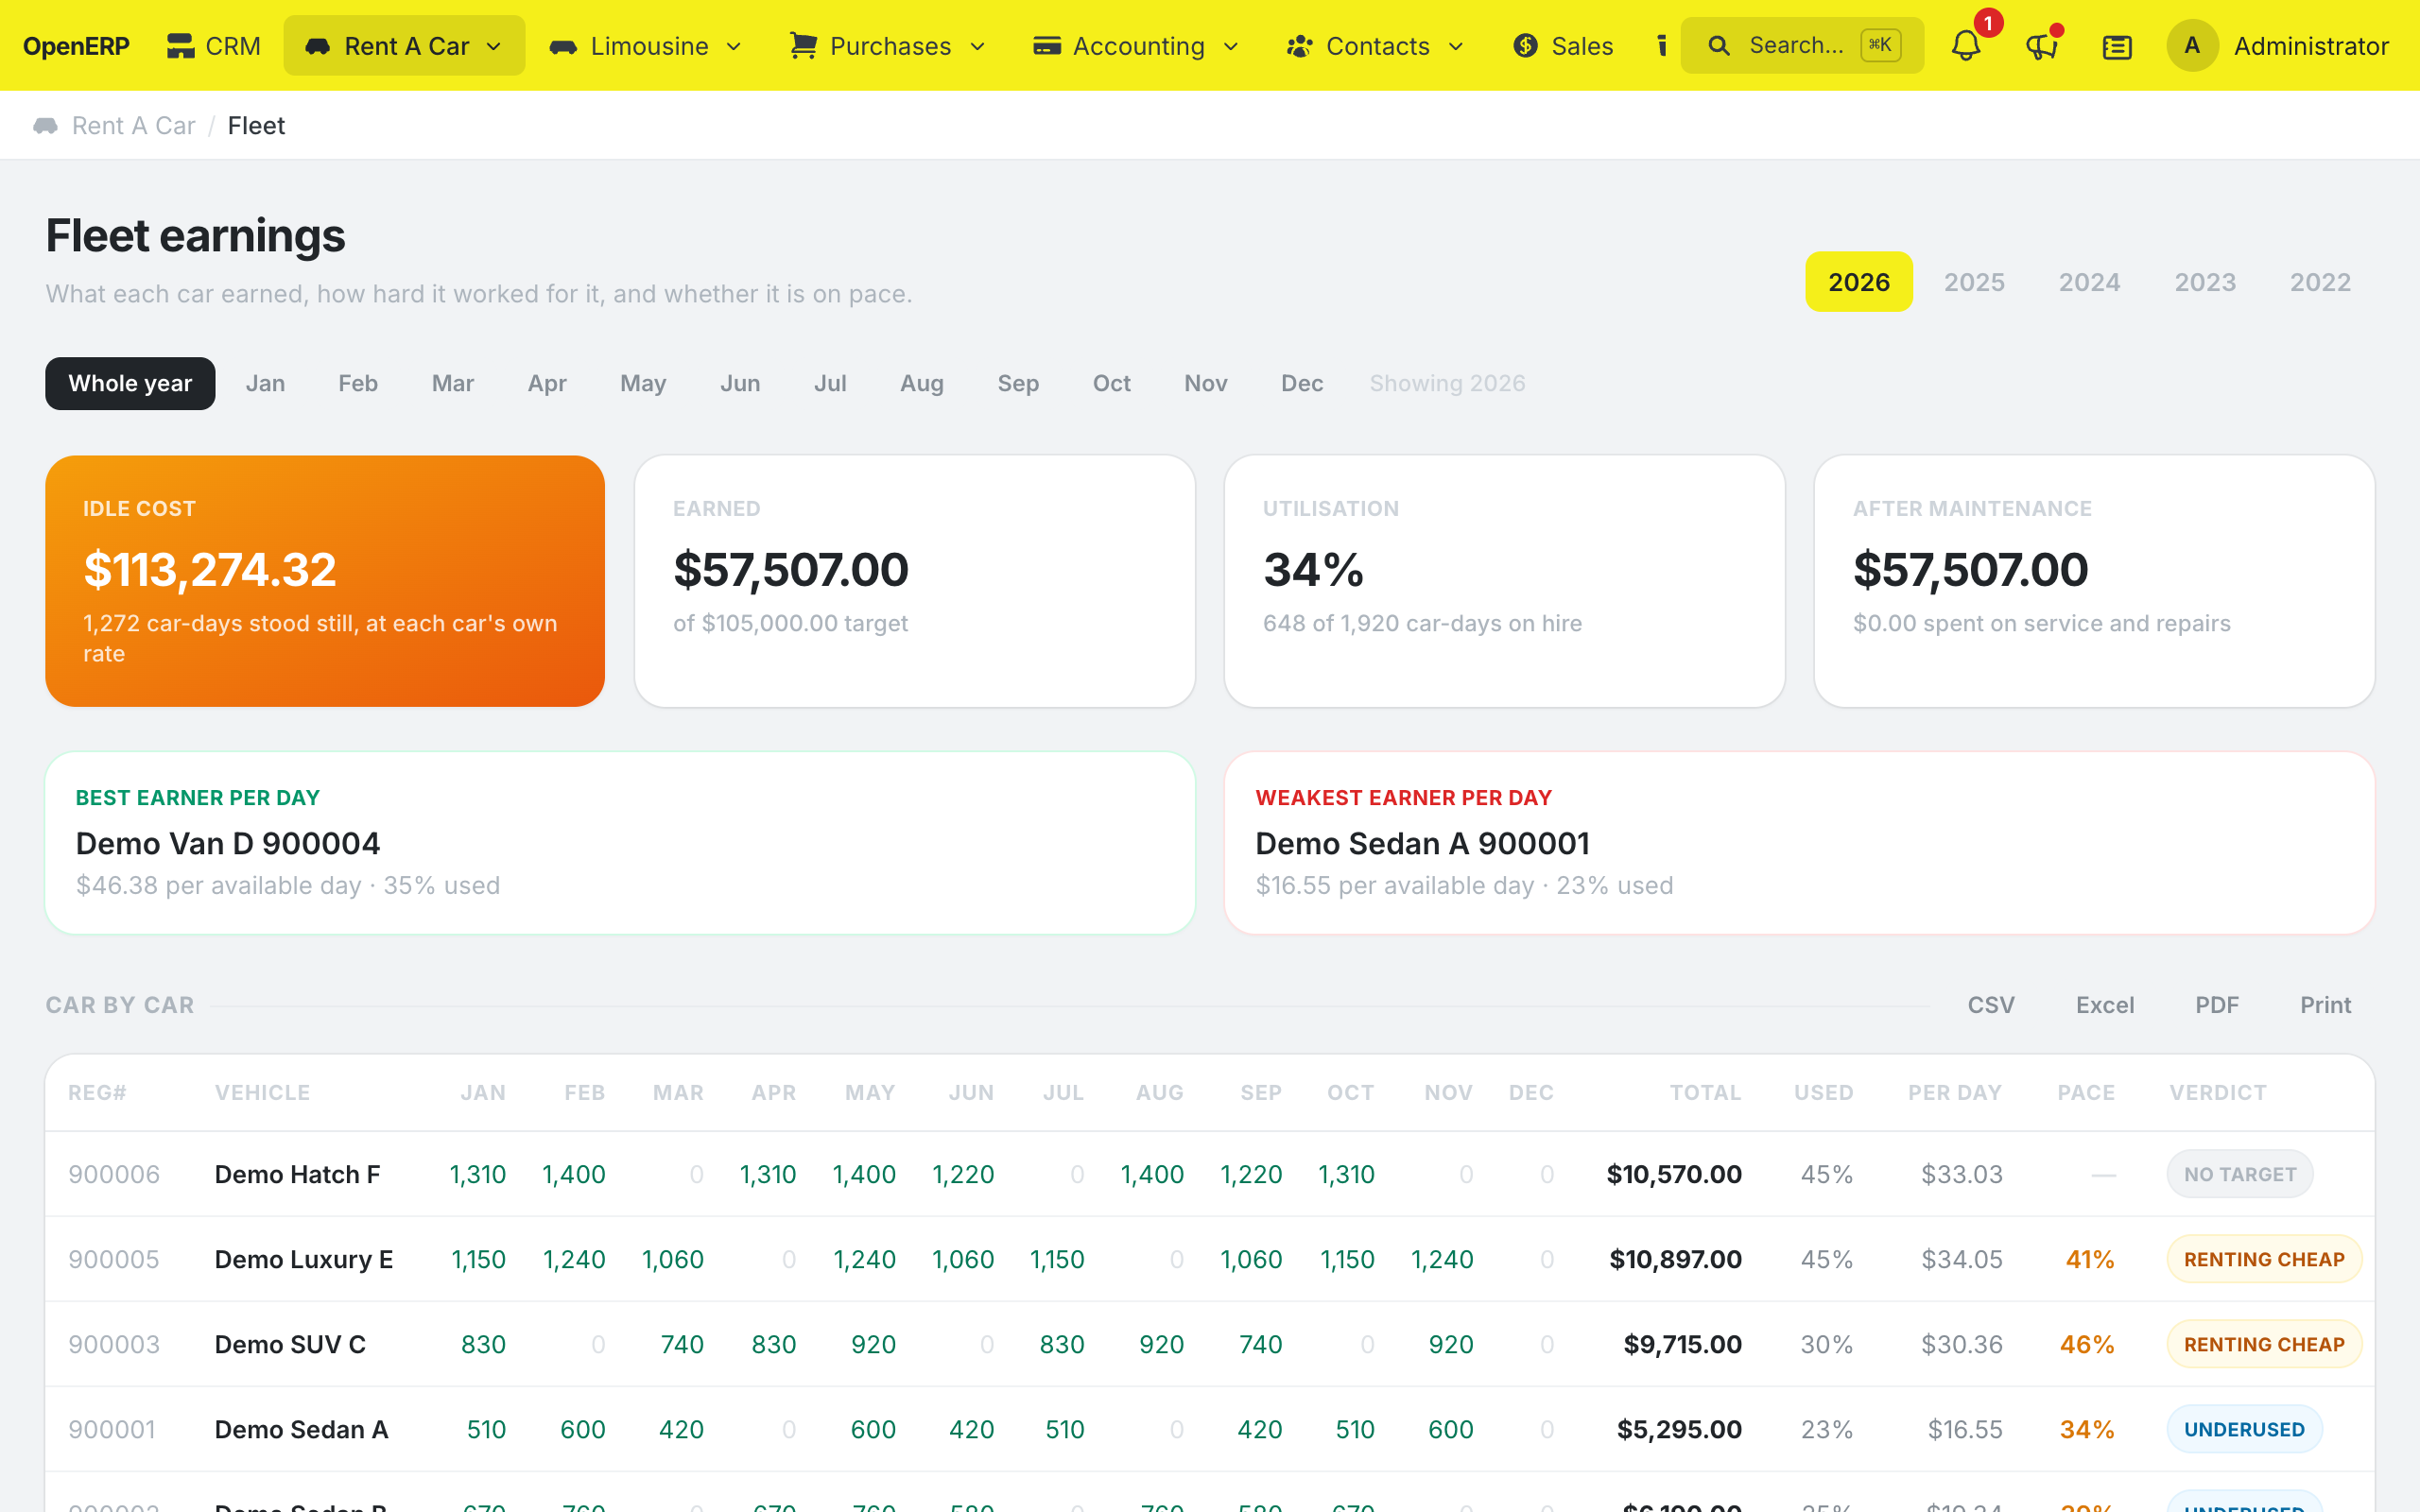 OpenERP CRM Rent A Car Limousine Purchases Accounting Contacts Sales Search... ⌘K 1 A Administrator
Rent A Car / Fleet
Fleet earnings
What each car earned, how hard it worked for it, and whether it is on pace.
2026 2025 2024 2023 2022
Whole year Jan Feb Mar Apr May Jun Jul Aug Sep Oct Nov Dec Showing 2026
IDLE COST
$113,274.32
1,272 car-days stood still, at each car's own
rate
EARNED
$57,507.00
of $105,000.00 target
UTILISATION
34%
648 of 1,920 car-days on hire
AFTER MAINTENANCE
$57,507.00
$0.00 spent on service and repairs
BEST EARNER PER DAY
Demo Van D 900004
$46.38 per available day · 35% used
WEAKEST EARNER PER DAY
Demo Sedan A 900001
$16.55 per available day · 23% used
CAR BY CAR CSV Excel PDF Print
REG# VEHICLE JAN FEB MAR APR MAY JUN JUL AUG SEP OCT NOV DEC TOTAL USED PER DAY PACE VERDICT
900006 Demo Hatch F 1,310 1,400 0 1,310 1,400 1,220 0 1,400 1,220 1,310 0 0 $10,570.00 45% $33.03 — NO TARGET
900005 Demo Luxury E 1,150 1,240 1,060 0 1,240 1,060 1,150 0 1,060 1,150 1,240 0 $10,897.00 45% $34.05 41% RENTING CHEAP
900003 Demo SUV C 830 0 740 830 920 0 830 920 740 0 920 0 $9,715.00 30% $30.36 46% RENTING CHEAP
900001 Demo Sedan A 510 600 420 0 600 420 510 0 420 510 600 0 $5,295.00 23% $16.55 34% UNDERUSED